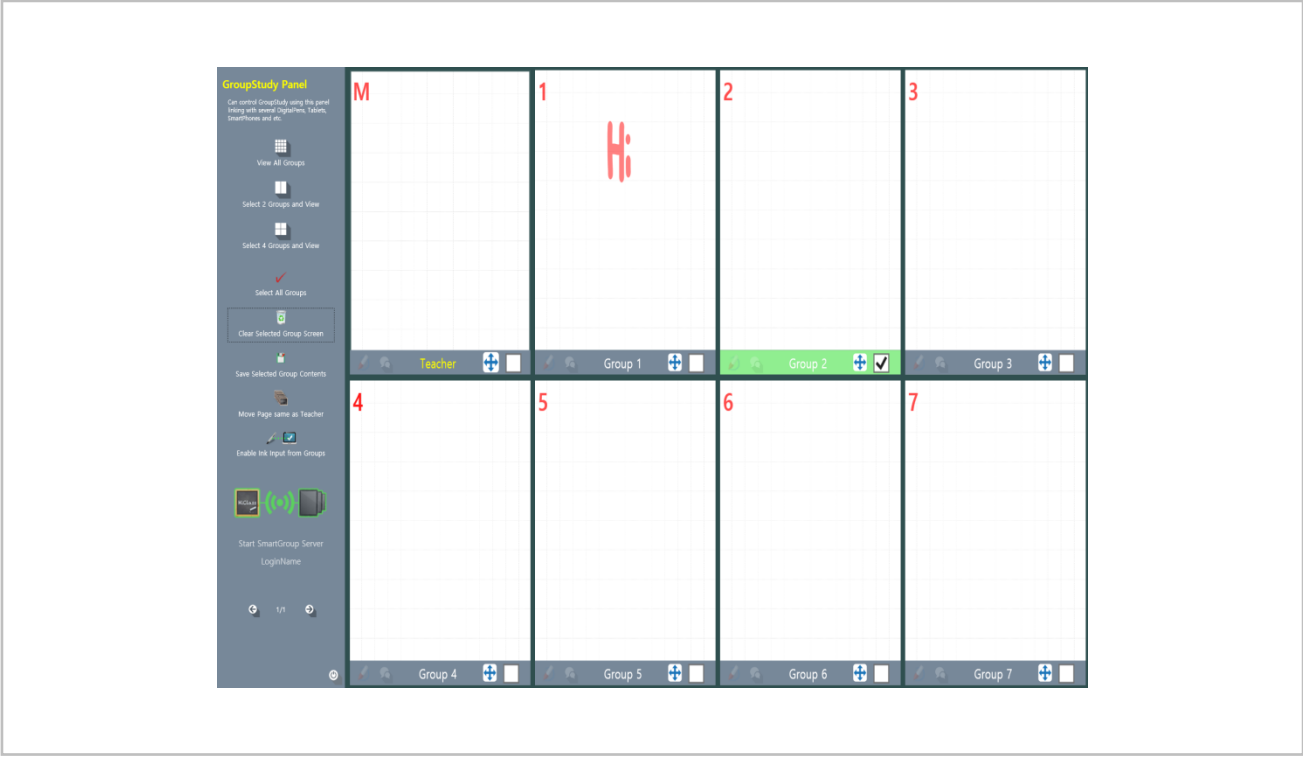 GroupStudy Panel
Can control GroupStudy using this panel
linking with several DigitalPens, Tablets,
SmartPhones and etc.
View All Groups
Select 2 Groups and View
Select 4 Groups and View
Select All Groups
Clear Selected Group Screen
Save Selected Group Contents
Move Page same as Teacher
Enable Ink Input from Groups
Start SmartGroup Server
LoginName
1/1
M
1
Hi
2
3
Teacher
Group 1
Group 2
Group 3
4
5
6
7
Group 4
Group 5
Group 6
Group 7